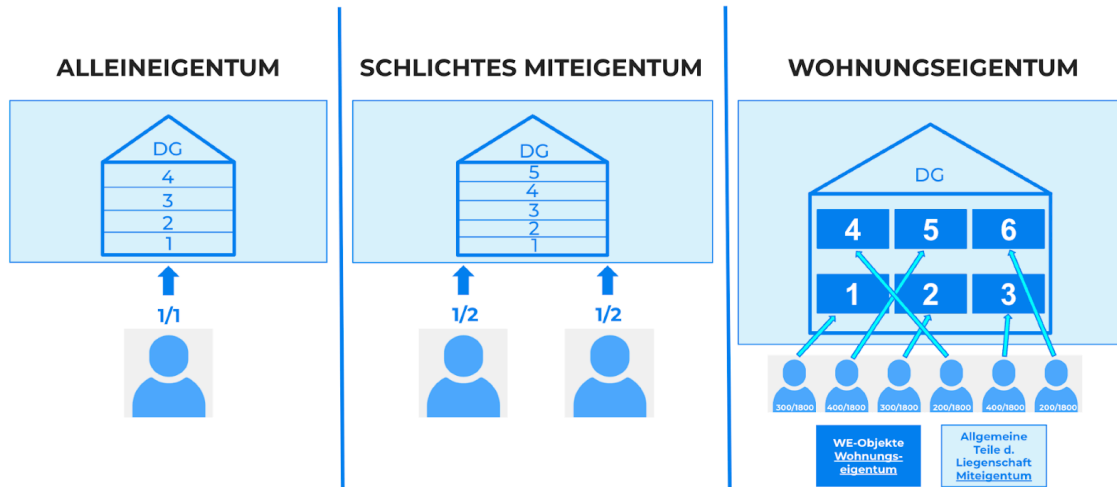 ALLEINEIGENTUM
DG
4
3
2
1
1/1
SCHLICHTES MITEIGENTUM
DG
5
4
3
2
1
1/2 1/2
WOHNUNGSEIGENTUM
DG
4 5 6
1 2 3
300/1800 400/1800 300/1800 200/1800 400/1800 200/1800
WE-Objekte
Wohnungs-
eigentum
Allgemeine
Teile d.
Liegenschaft
Miteigentum